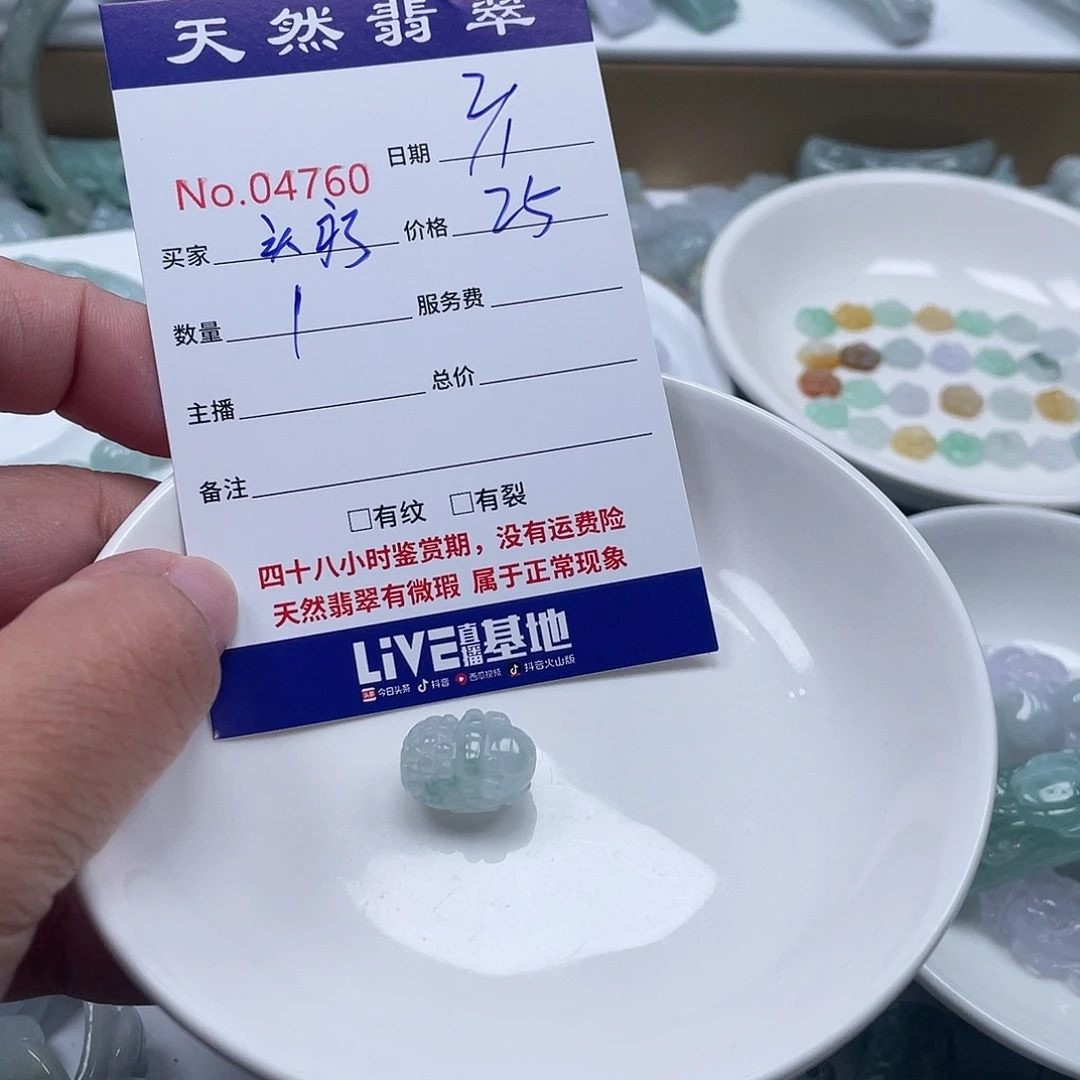 天然翡翠
日期 2/1
No.04760
买家 价格 25
数量 1 服务费
主播 总价
备注
□有纹 □有裂
四十八小时鉴赏期，没有运费险
天然翡翠有微瑕 属于正常现象
LiVE直播基地
今日头条 抖音 西瓜视频 抖音火山版